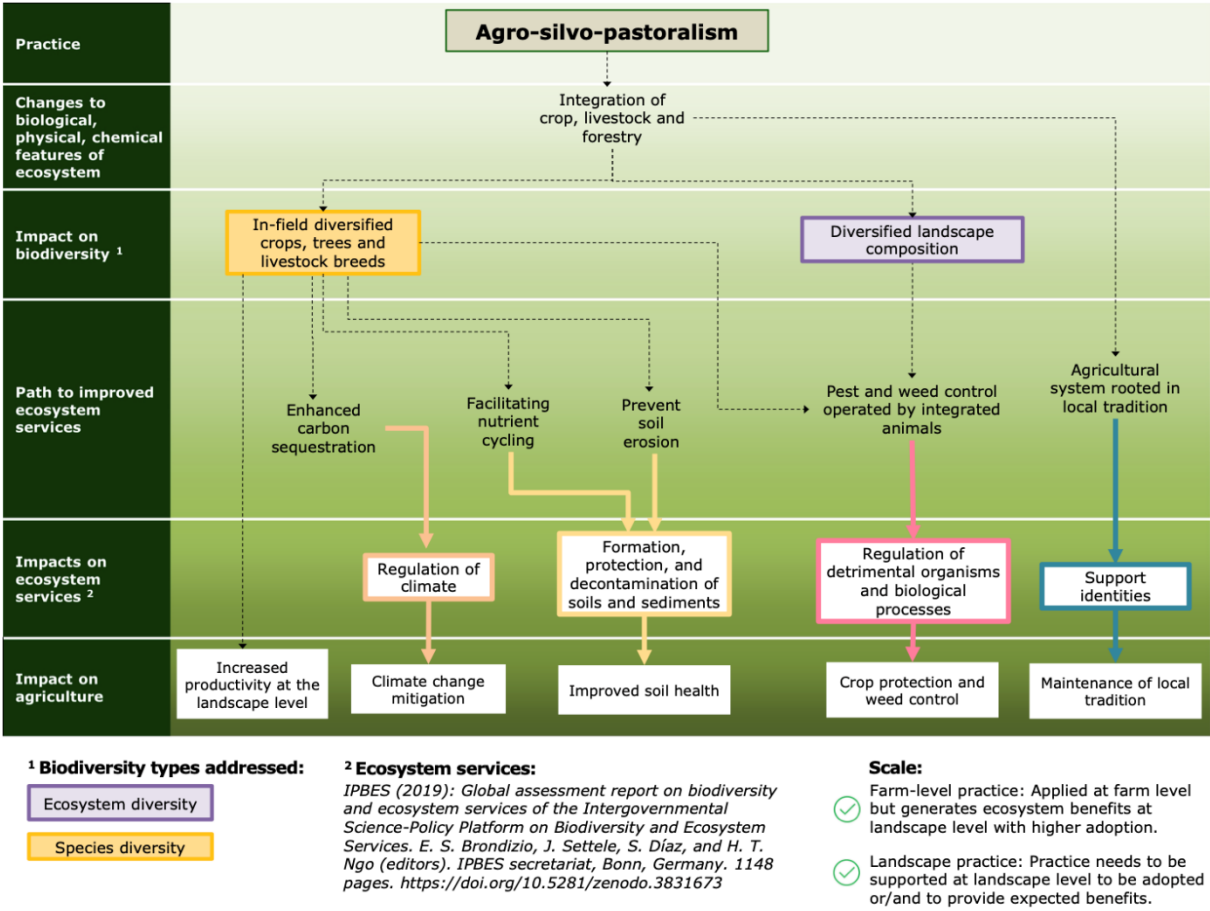 Practice
Agro-silvo-pastoralism
Changes to
biological,
physical, chemical
features of
ecosystem
Integration of
crop, livestock and
forestry
Impact on
biodiversity ¹
In-field diversified
crops, trees and
livestock breeds
Diversified landscape
composition
Path to improved
ecosystem
services
Enhanced
carbon
sequestration
Facilitating
nutrient
cycling
Prevent
soil
erosion
Pest and weed control
operated by integrated
animals
Agricultural
system rooted in
local tradition
Impacts on
ecosystem
services ²
Regulation of
climate
Formation,
protection, and
decontamination of
soils and sediments
Regulation of
detrimental organisms
and biological
processes
Support
identities
Impact on
agriculture
Increased
productivity at the
landscape level
Climate change
mitigation
Improved soil health
Crop protection and
weed control
Maintenance of local
tradition
¹ Biodiversity types addressed:
Ecosystem diversity
Species diversity
² Ecosystem services:
IPBES (2019): Global assessment report on biodiversity
and ecosystem services of the Intergovernmental
Science-Policy Platform on Biodiversity and Ecosystem
Services. E. S. Brondizio, J. Settele, S. Díaz, and H. T.
Ngo (editors). IPBES secretariat, Bonn, Germany. 1148
pages. https://doi.org/10.5281/zenodo.3831673
Scale:
Farm-level practice: Applied at farm level
but generates ecosystem benefits at
landscape level with higher adoption.
Landscape practice: Practice needs to be
supported at landscape level to be adopted
or/and to provide expected benefits.